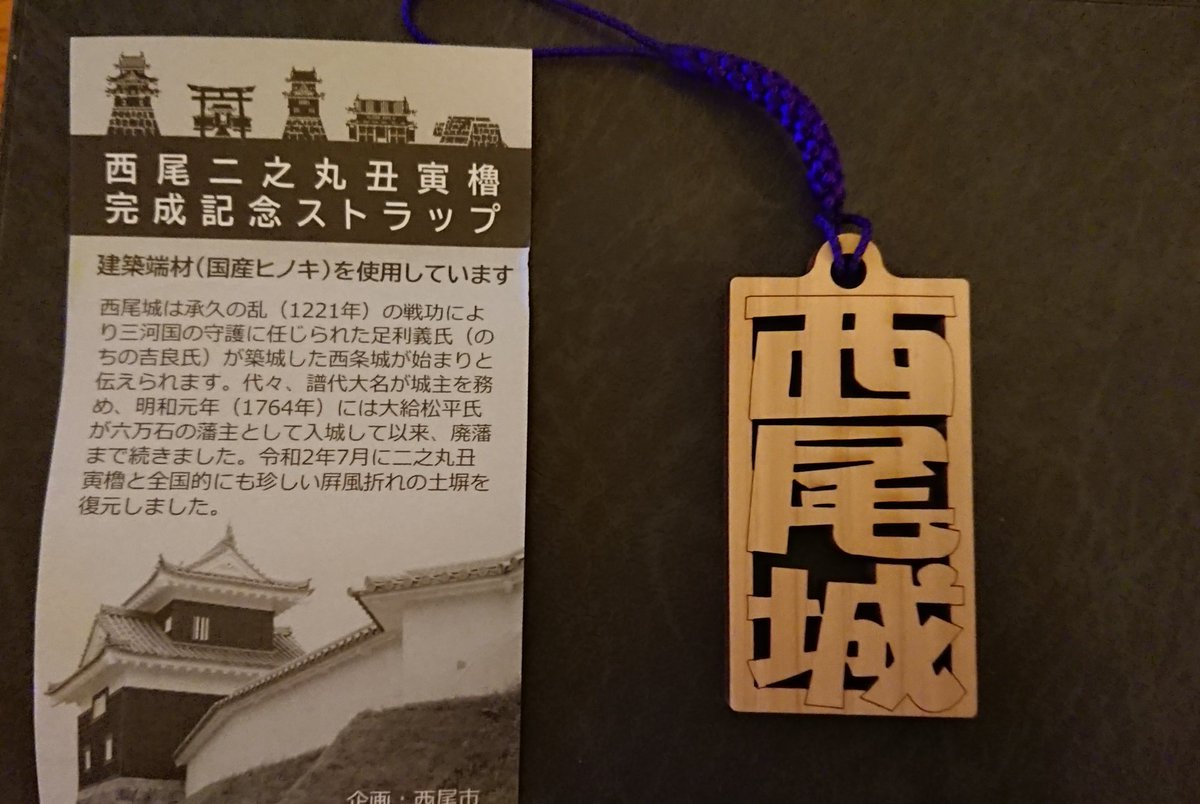 西尾二之丸丑寅櫓
完成記念ストラップ
建築端材(国産ヒノキ)を使用しています
西尾城は承久の乱（1221年）の戦功によ
り三河国の守護に任じられた足利義氏（の
ちの吉良氏）が築城した西条城が始まりと
伝えられます。代々、譜代大名が城主を務
め、明和元年（1764年）には大給松平氏
が六万石の藩主として入城して以来、廃藩
まで続きました。令和2年7月に二之丸丑
寅櫓と全国的にも珍しい屏風折れの土塀を
復元しました。
企画：西尾市
西尾城